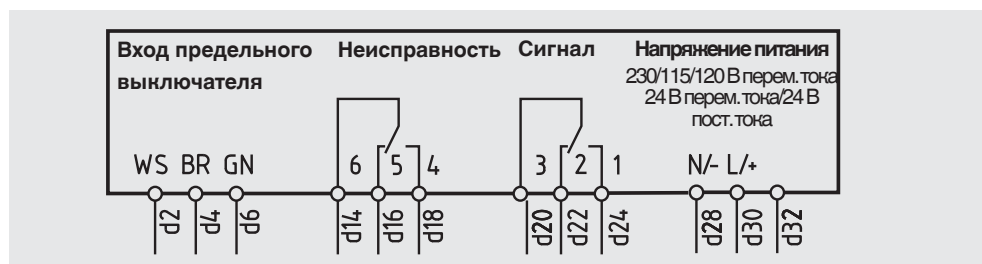 Вход предельного
выключателя
Неисправность
Сигнал
Напряжение питания
230/115/120 В перем. тока
24 В перем. тока/24 В
пост. тока
WS BR GN
6 5 4
3 2 1
N/- L/+
d2 d4 d6
d14 d16 d18
d20 d22 d24
d28 d30 d32